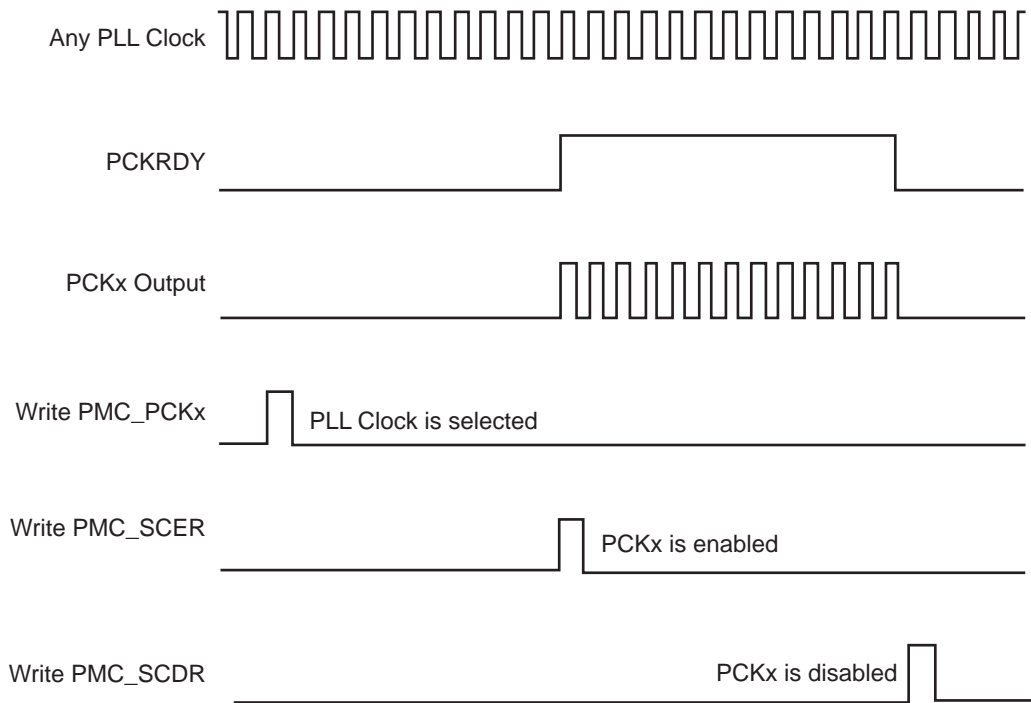 Any PLL Clock
PCKRDY
PCKx Output
Write PMC_PCKx
PLL Clock is selected
Write PMC_SCER
PCKx is enabled
Write PMC_SCDR
PCKx is disabled